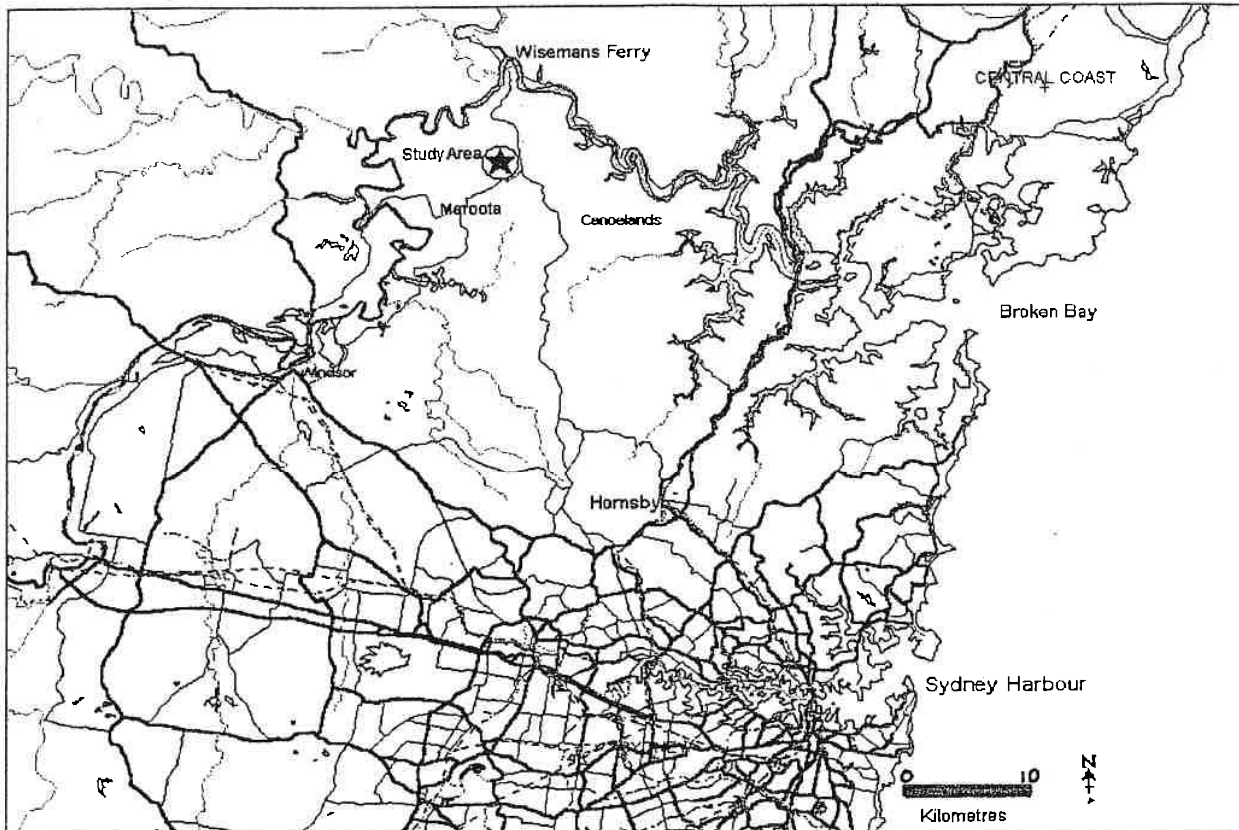 Wisemans Ferry
CENTRAL COAST
Study Area
Maroota
Canoelands
Broken Bay
Windsor
Hornsby
Sydney Harbour
N
0 10
Kilometres